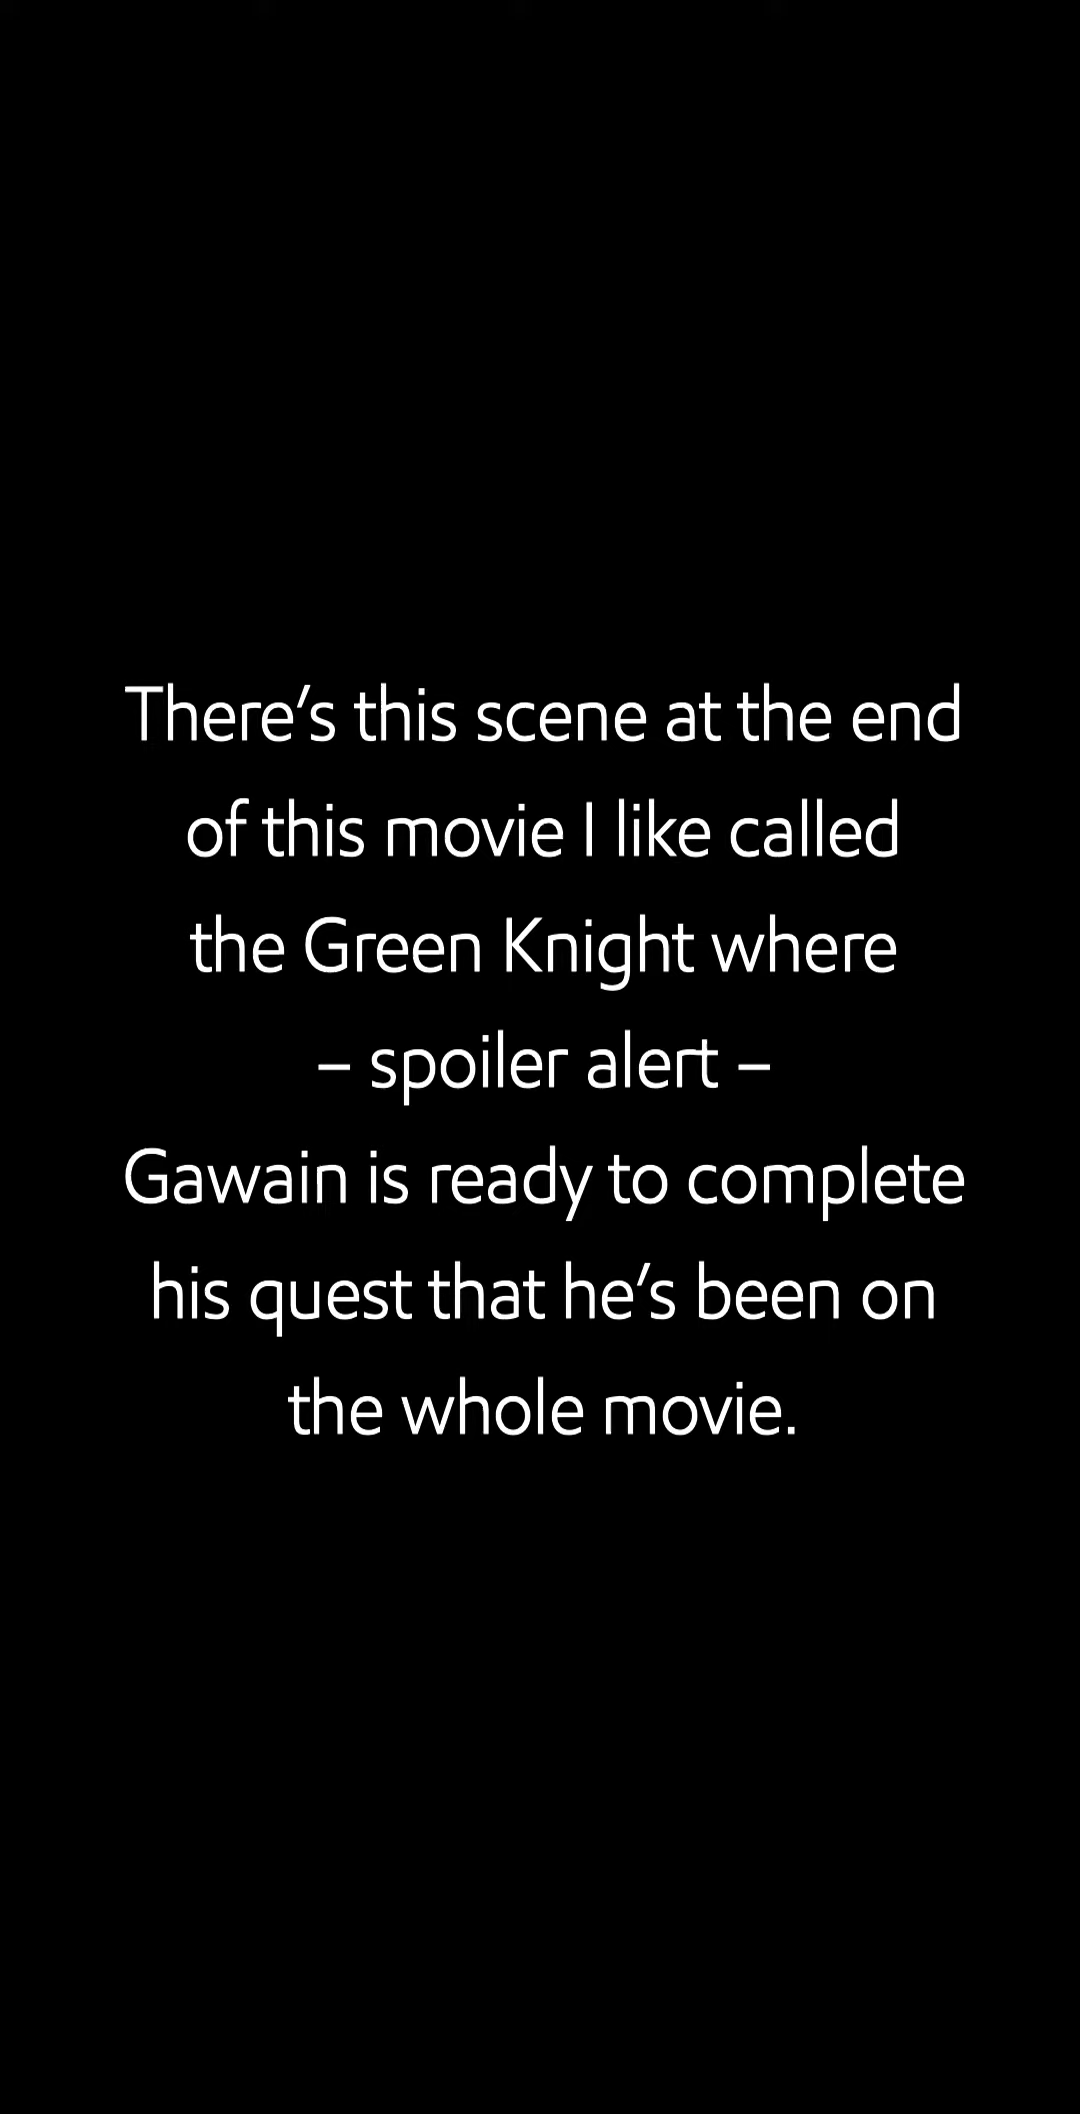 There’s this scene at the end
of this movie I like called
the Green Knight where
– spoiler alert –
Gawain is ready to complete
his quest that he’s been on
the whole movie.